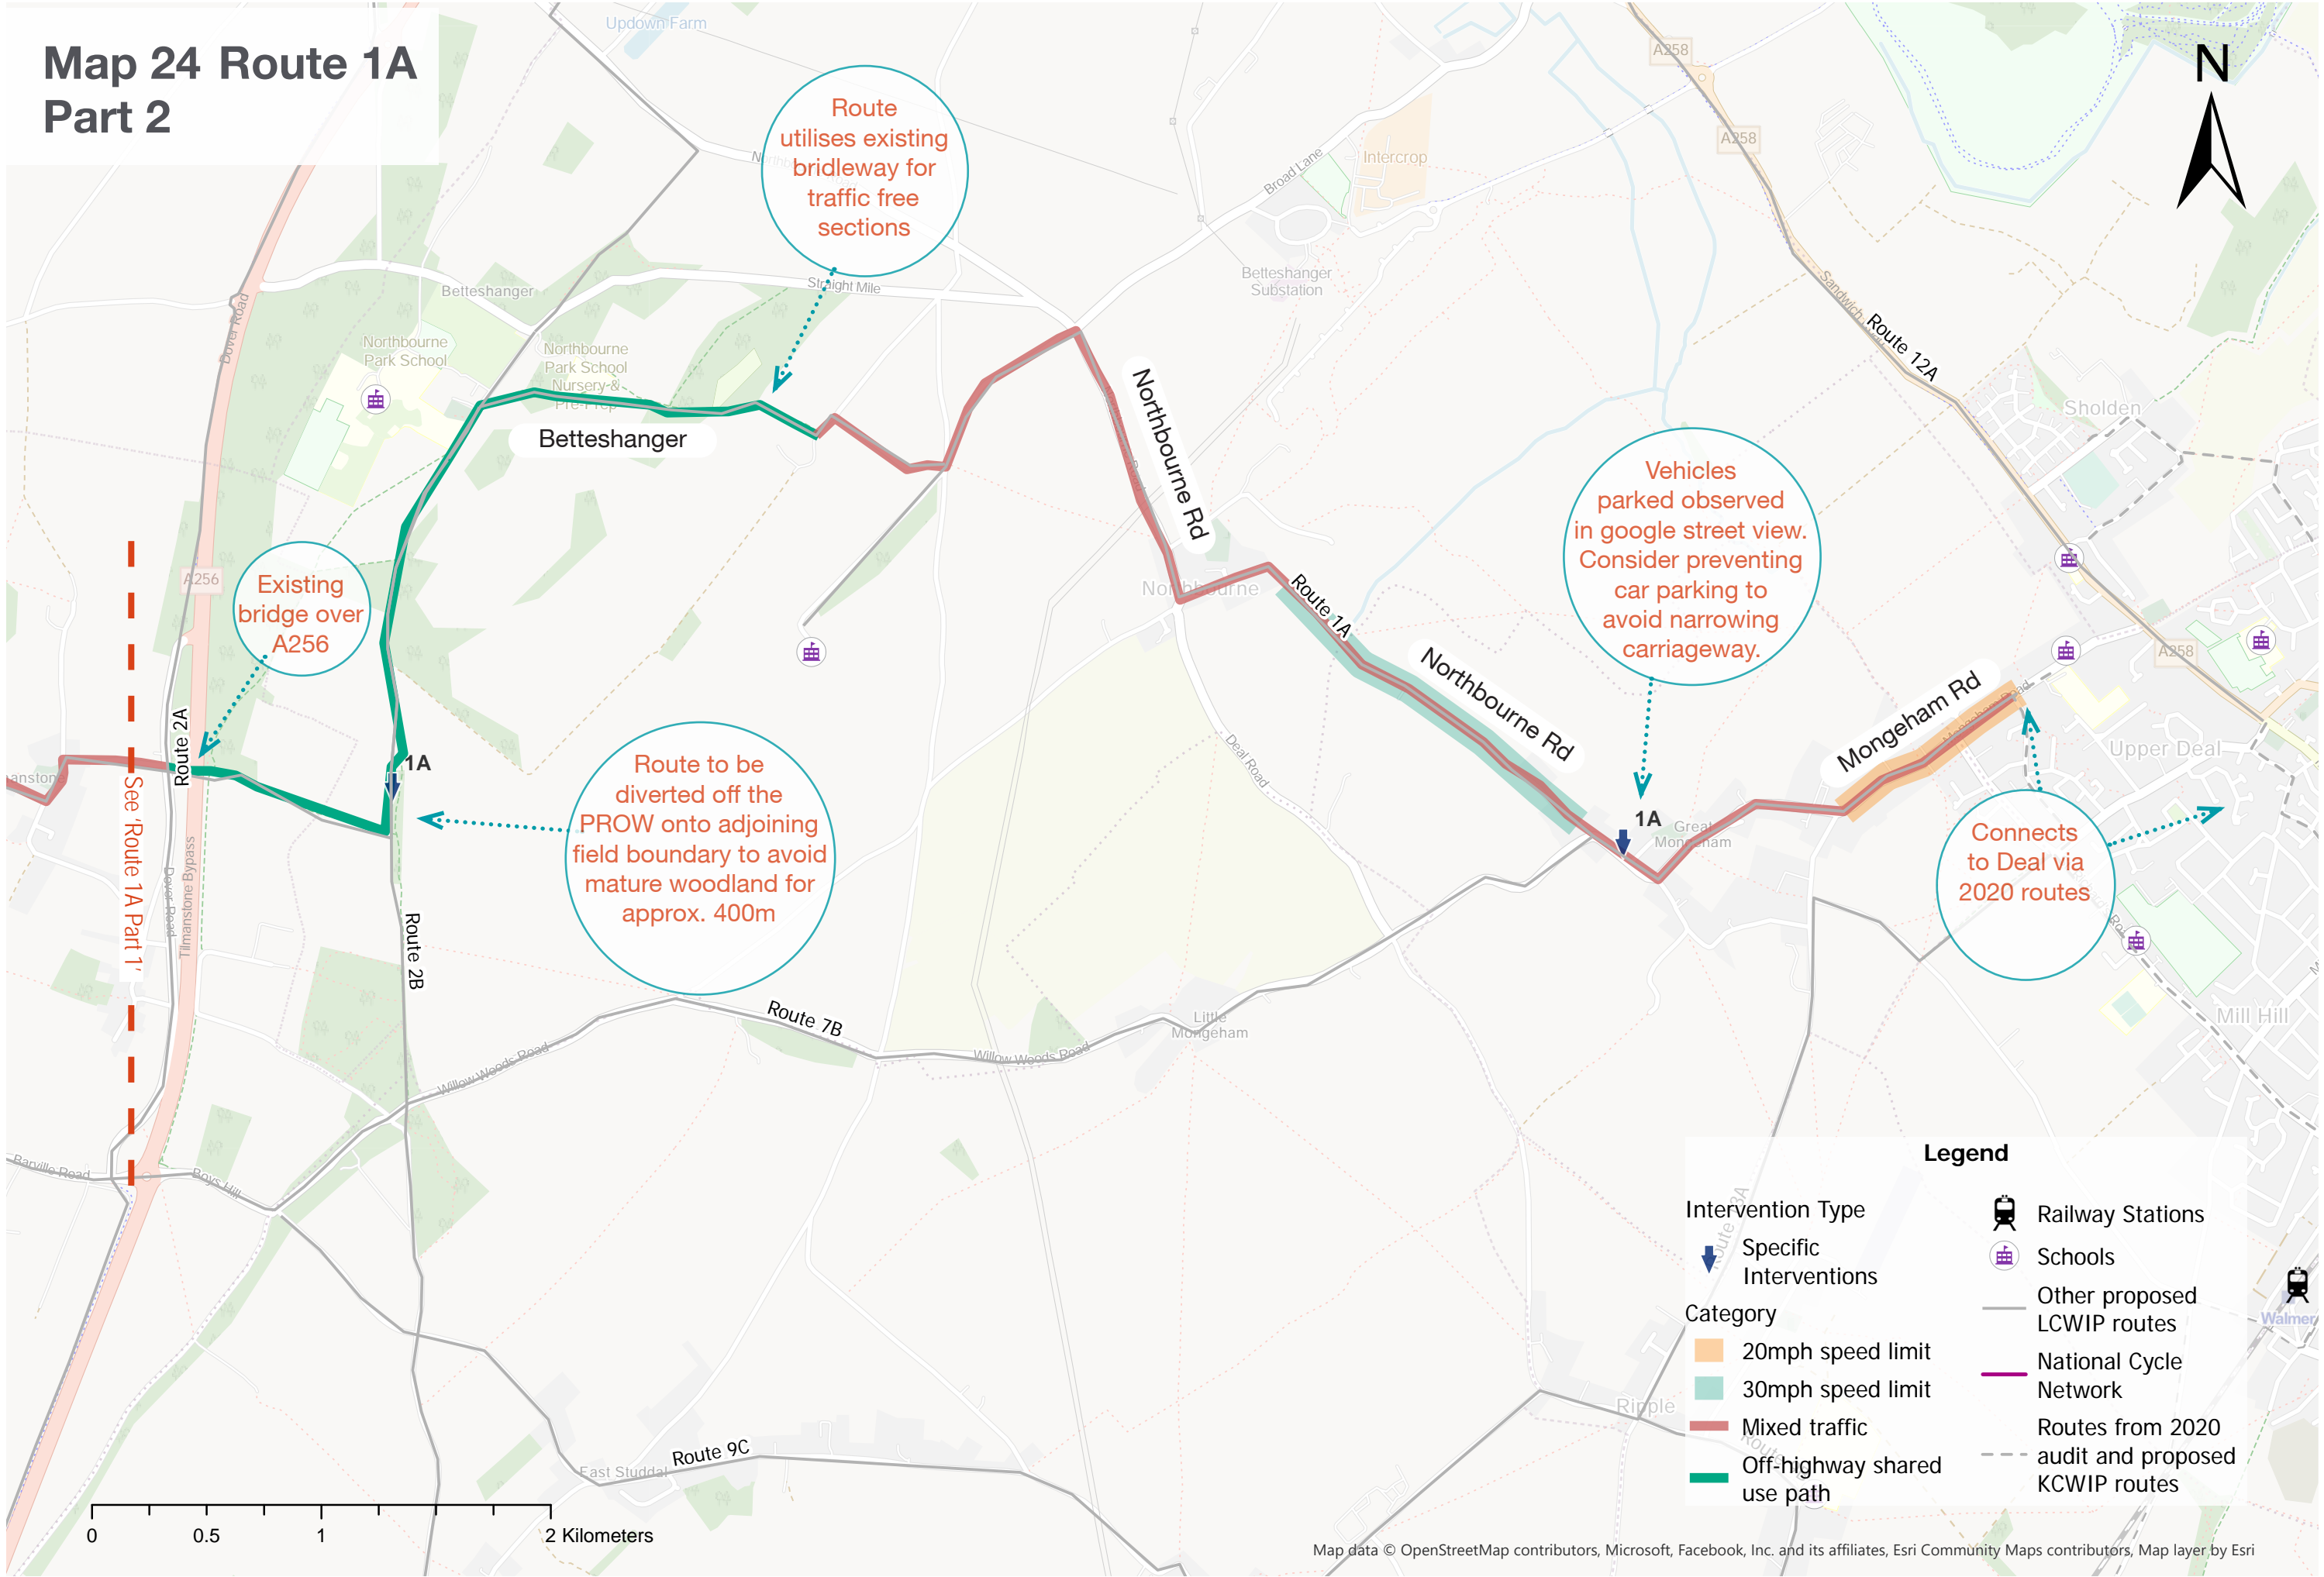 Map 24 Route 1A
Part 2
Updown Farm
A258
N
Route
utilises existing
bridleway for
traffic free
sections
A258
Broad Lane
Intercrop
Betteshanger
Straight Mile
Betteshanger
Substation
Sandwich
Route 12A
Dover Road
Northbourne
Park School
Northbourne
Park School
Nursery &
Pre-Prep
Betteshanger
Northbourne Rd
Sholden
Vehicles
parked observed
in google street view.
Consider preventing
car parking to
avoid narrowing
carriageway.
A256
Existing
bridge over
A256
Northbourne
Route 1A
A258
Route 2A
Northbourne Rd
Mongeham Rd
Mongeham Road
Upper Deal
Deal Road
1A
See 'Route 1A Part 1'
Route to be
diverted off the
PROW onto adjoining
field boundary to avoid
mature woodland for
approx. 400m
1A
Great
Mongeham
Connects
to Deal via
2020 routes
Dover Road
Tilmanstone Bypass
Route 2B
Route 7B
Little
Mongeham
Mill Hill
Willow Woods Road
Willow Woods Road
Barville Road
Boys Hill
Walmer
Ripple
Route 9C
East Studdal
Legend
Intervention Type
Specific
Interventions
Category
20mph speed limit
30mph speed limit
Mixed traffic
Off-highway shared
use path
Railway Stations
Schools
Other proposed
LCWIP routes
National Cycle
Network
Routes from 2020
audit and proposed
KCWIP routes
0 0.5 1 2 Kilometers
Map data © OpenStreetMap contributors, Microsoft, Facebook, Inc. and its affiliates, Esri Community Maps contributors, Map layer by Esri